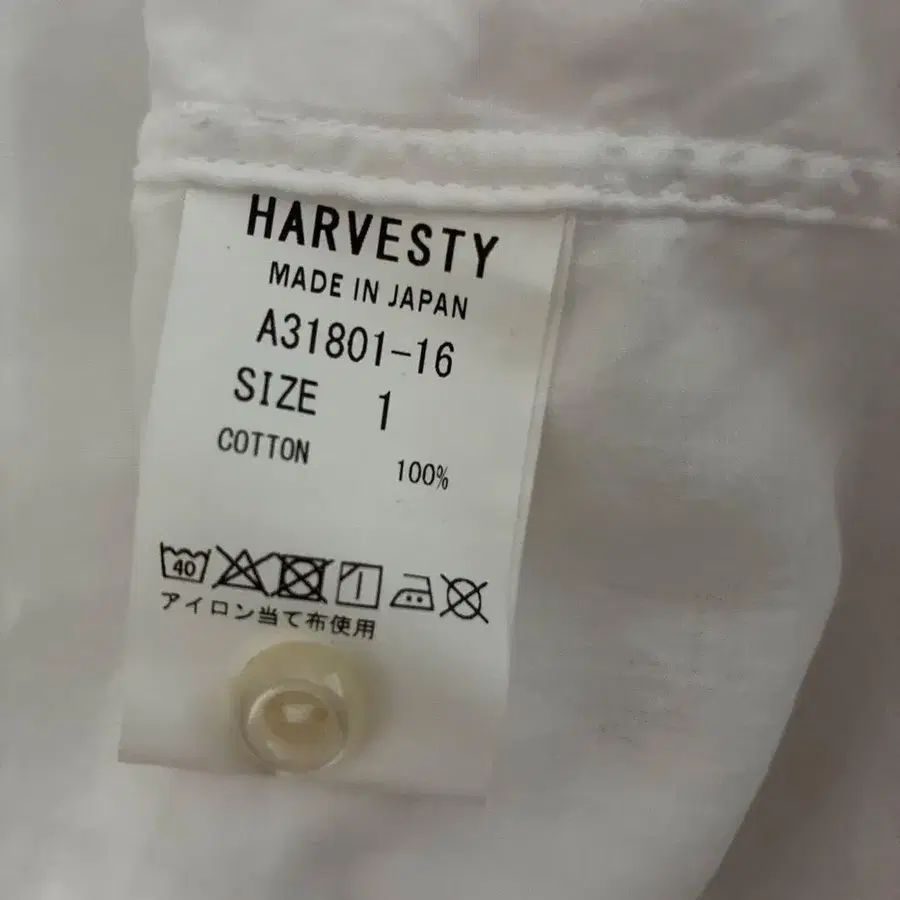 HARVESTY
MADE IN JAPAN
A31801-16
SIZE 1
COTTON 100%
40
アイロン当て布使用